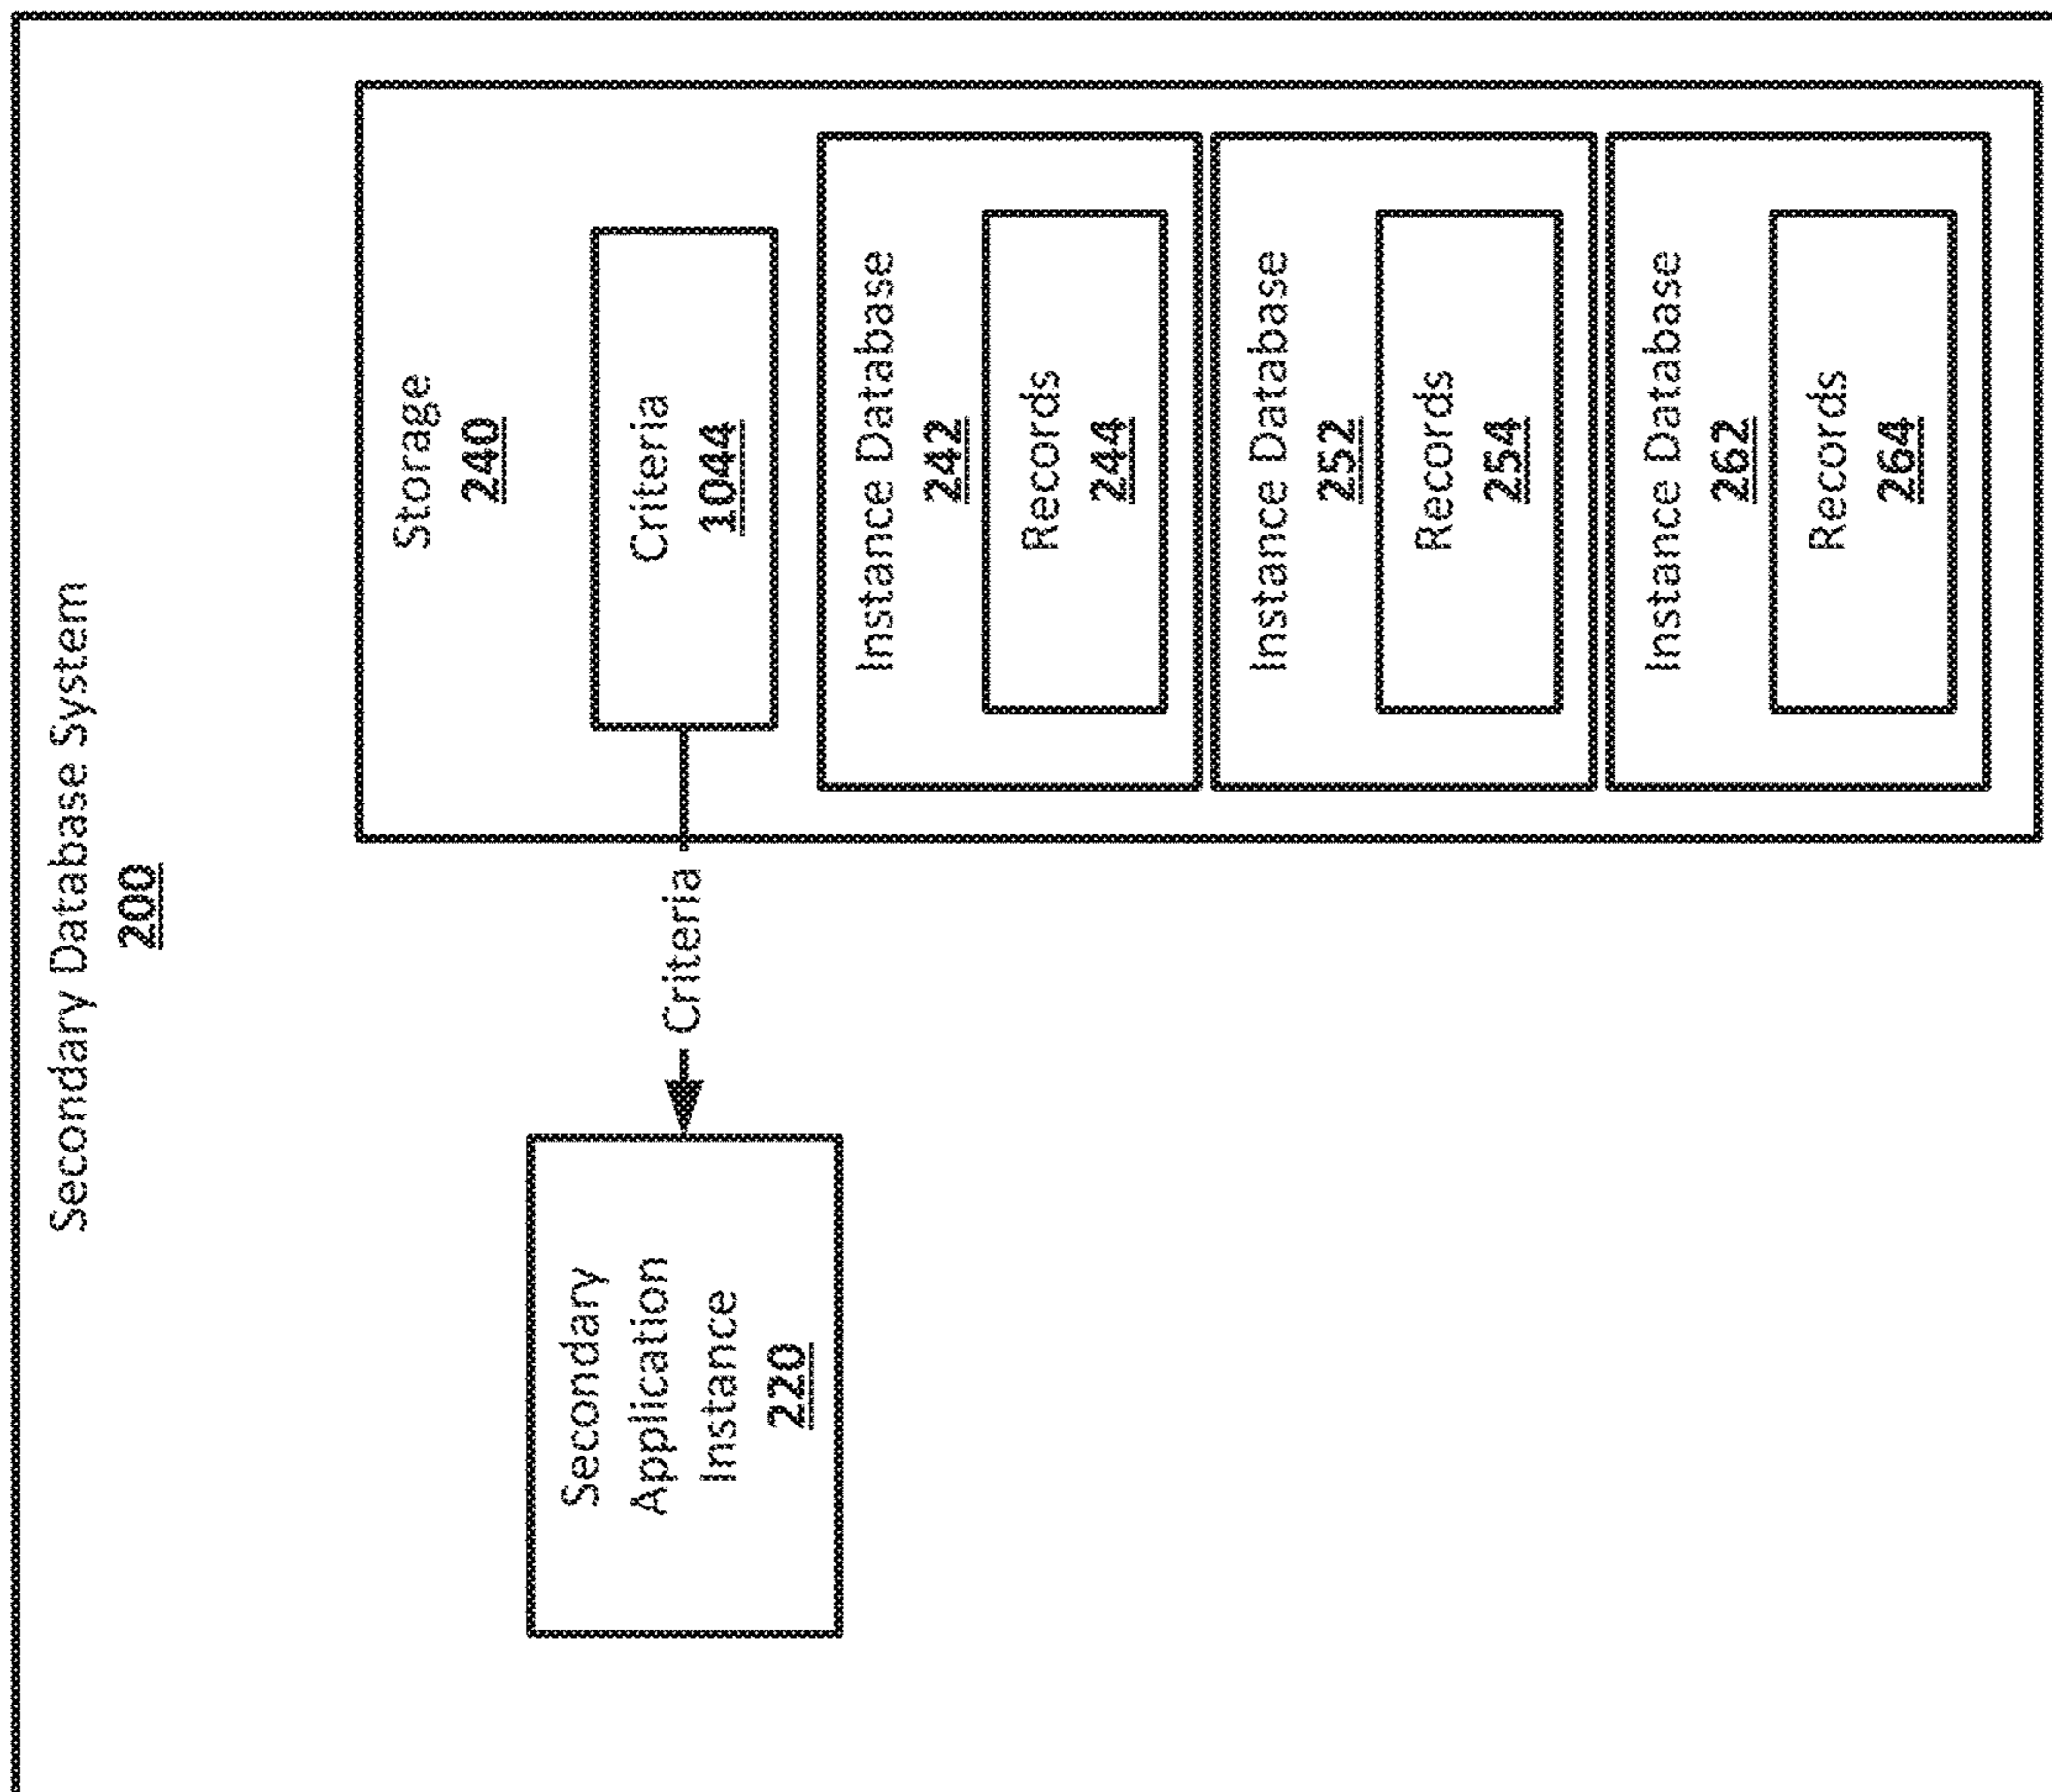 Secondary Database System
200
Secondary
Application
Instance
220
Criteria
Storage
240
Criteria
1044
Instance Database
242
Records
244
Instance Database
252
Records
254
Instance Database
262
Records
264